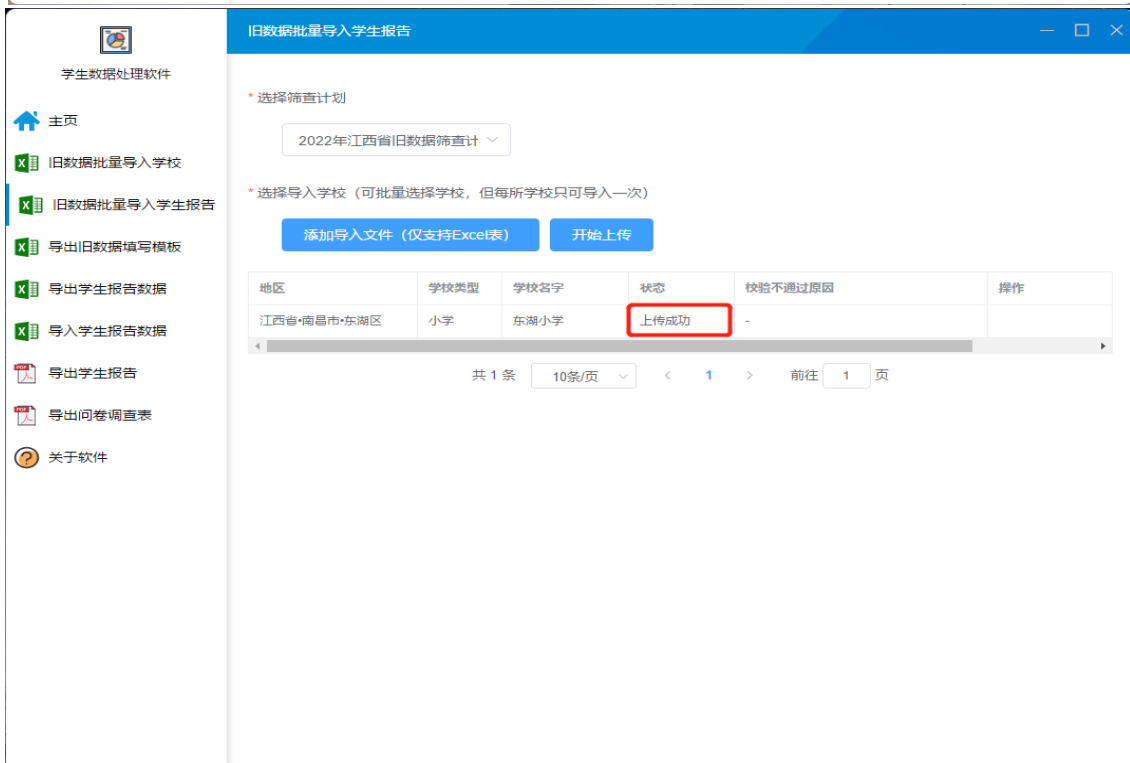 学生数据处理软件
主页
旧数据批量导入学校
旧数据批量导入学生报告
导出旧数据填写模板
导出学生报告数据
导入学生报告数据
导出学生报告
导出问卷调查表
关于软件
旧数据批量导入学生报告
* 选择筛查计划
2022年江西省旧数据筛查计
* 选择导入学校（可批量选择学校，但每所学校只可导入一次）
添加导入文件（仅支持Excel表） 开始上传
地区 学校类型 学校名字 状态 校验不通过原因 操作
江西省•南昌市•东湖区 小学 东湖小学 上传成功 -
共 1 条 10条/页 < 1 > 前往 1 页